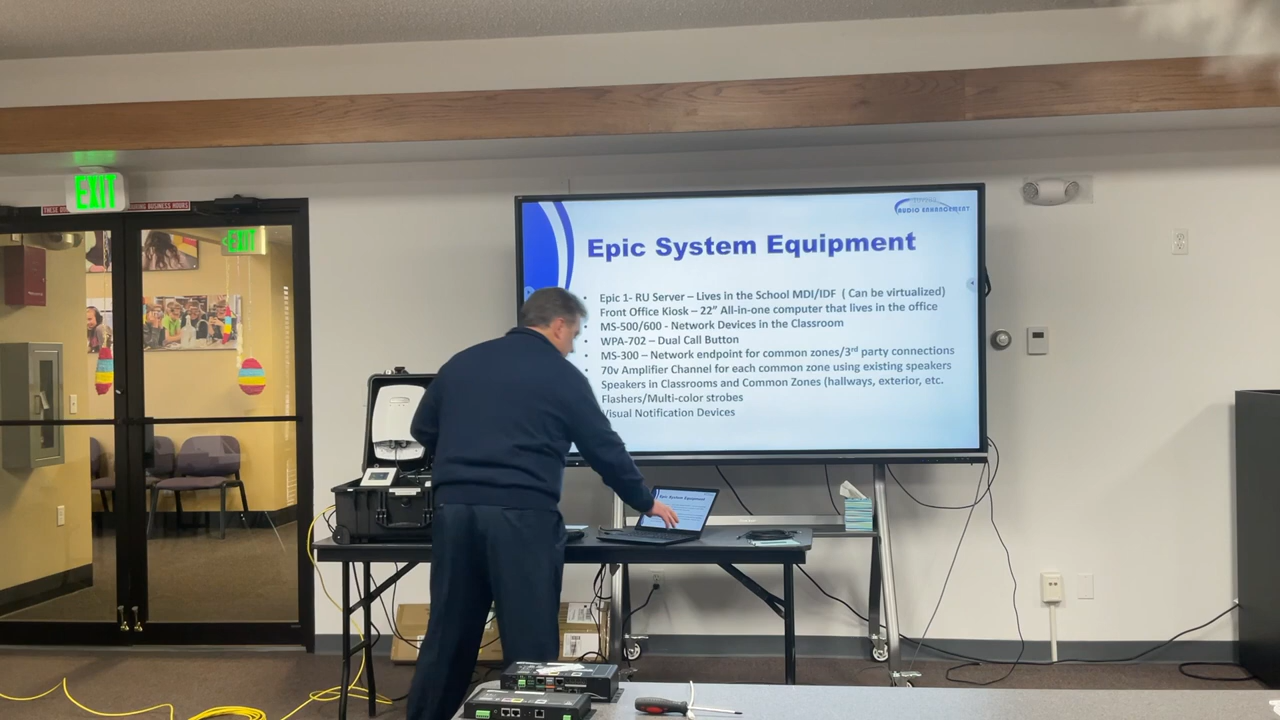 EXIT
EXIT
AUDIO ENHANCEMENT
Epic System Equipment
Epic 1- RU Server – Lives in the School MDI/IDF ( Can be virtualized)
Front Office Kiosk – 22” All-in-one computer that lives in the office
MS-500/600 - Network Devices in the Classroom
WPA-702 – Dual Call Button
MS-300 – Network endpoint for common zones/3rd party connections
70v Amplifier Channel for each common zone using existing speakers
Speakers in Classrooms and Common Zones (hallways, exterior, etc.
Flashers/Multi-color strobes
Visual Notification Devices
Epic System Equipment